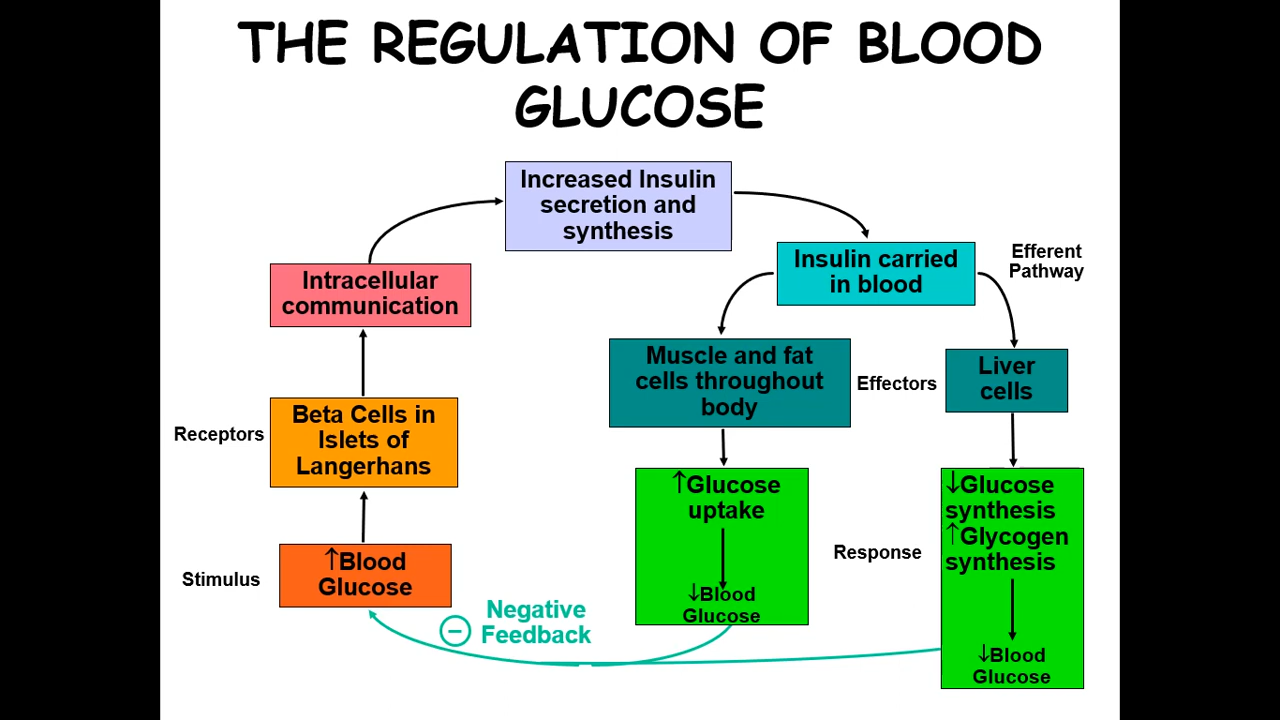 THE REGULATION OF BLOOD
GLUCOSE
Increased Insulin
secretion and
synthesis
Insulin carried
in blood
Efferent
Pathway
Intracellular
communication
Muscle and fat
cells throughout
body
Effectors
Liver
cells
Receptors
Beta Cells in
Islets of
Langerhans
↑Glucose
uptake
↓Blood
Glucose
Response
↓Glucose
synthesis
↑Glycogen
synthesis
↓Blood
Glucose
Stimulus
↑Blood
Glucose
−
Negative
Feedback